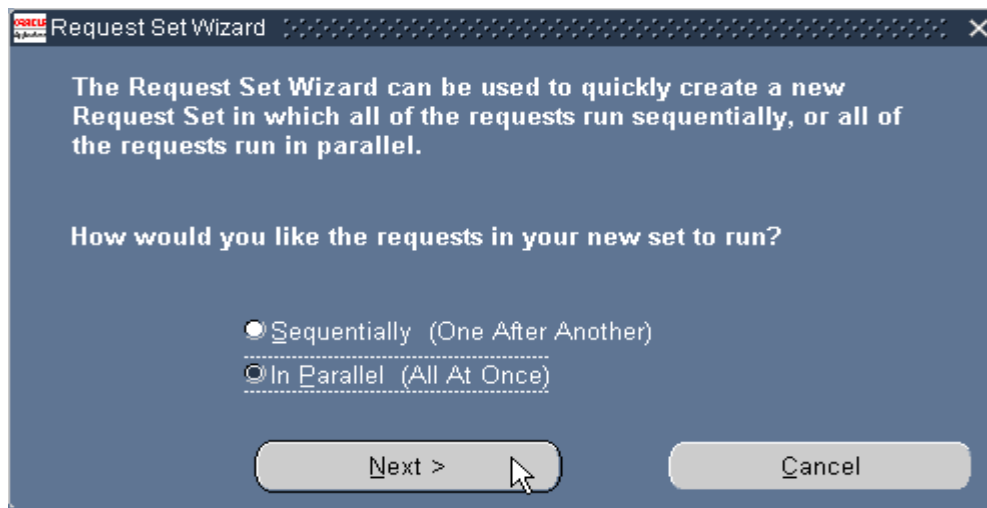 ORACLE
Applications
Request Set Wizard
The Request Set Wizard can be used to quickly create a new
Request Set in which all of the requests run sequentially, or all of
the requests run in parallel.
How would you like the requests in your new set to run?
Sequentially (One After Another)
In Parallel (All At Once)
Next >
Cancel